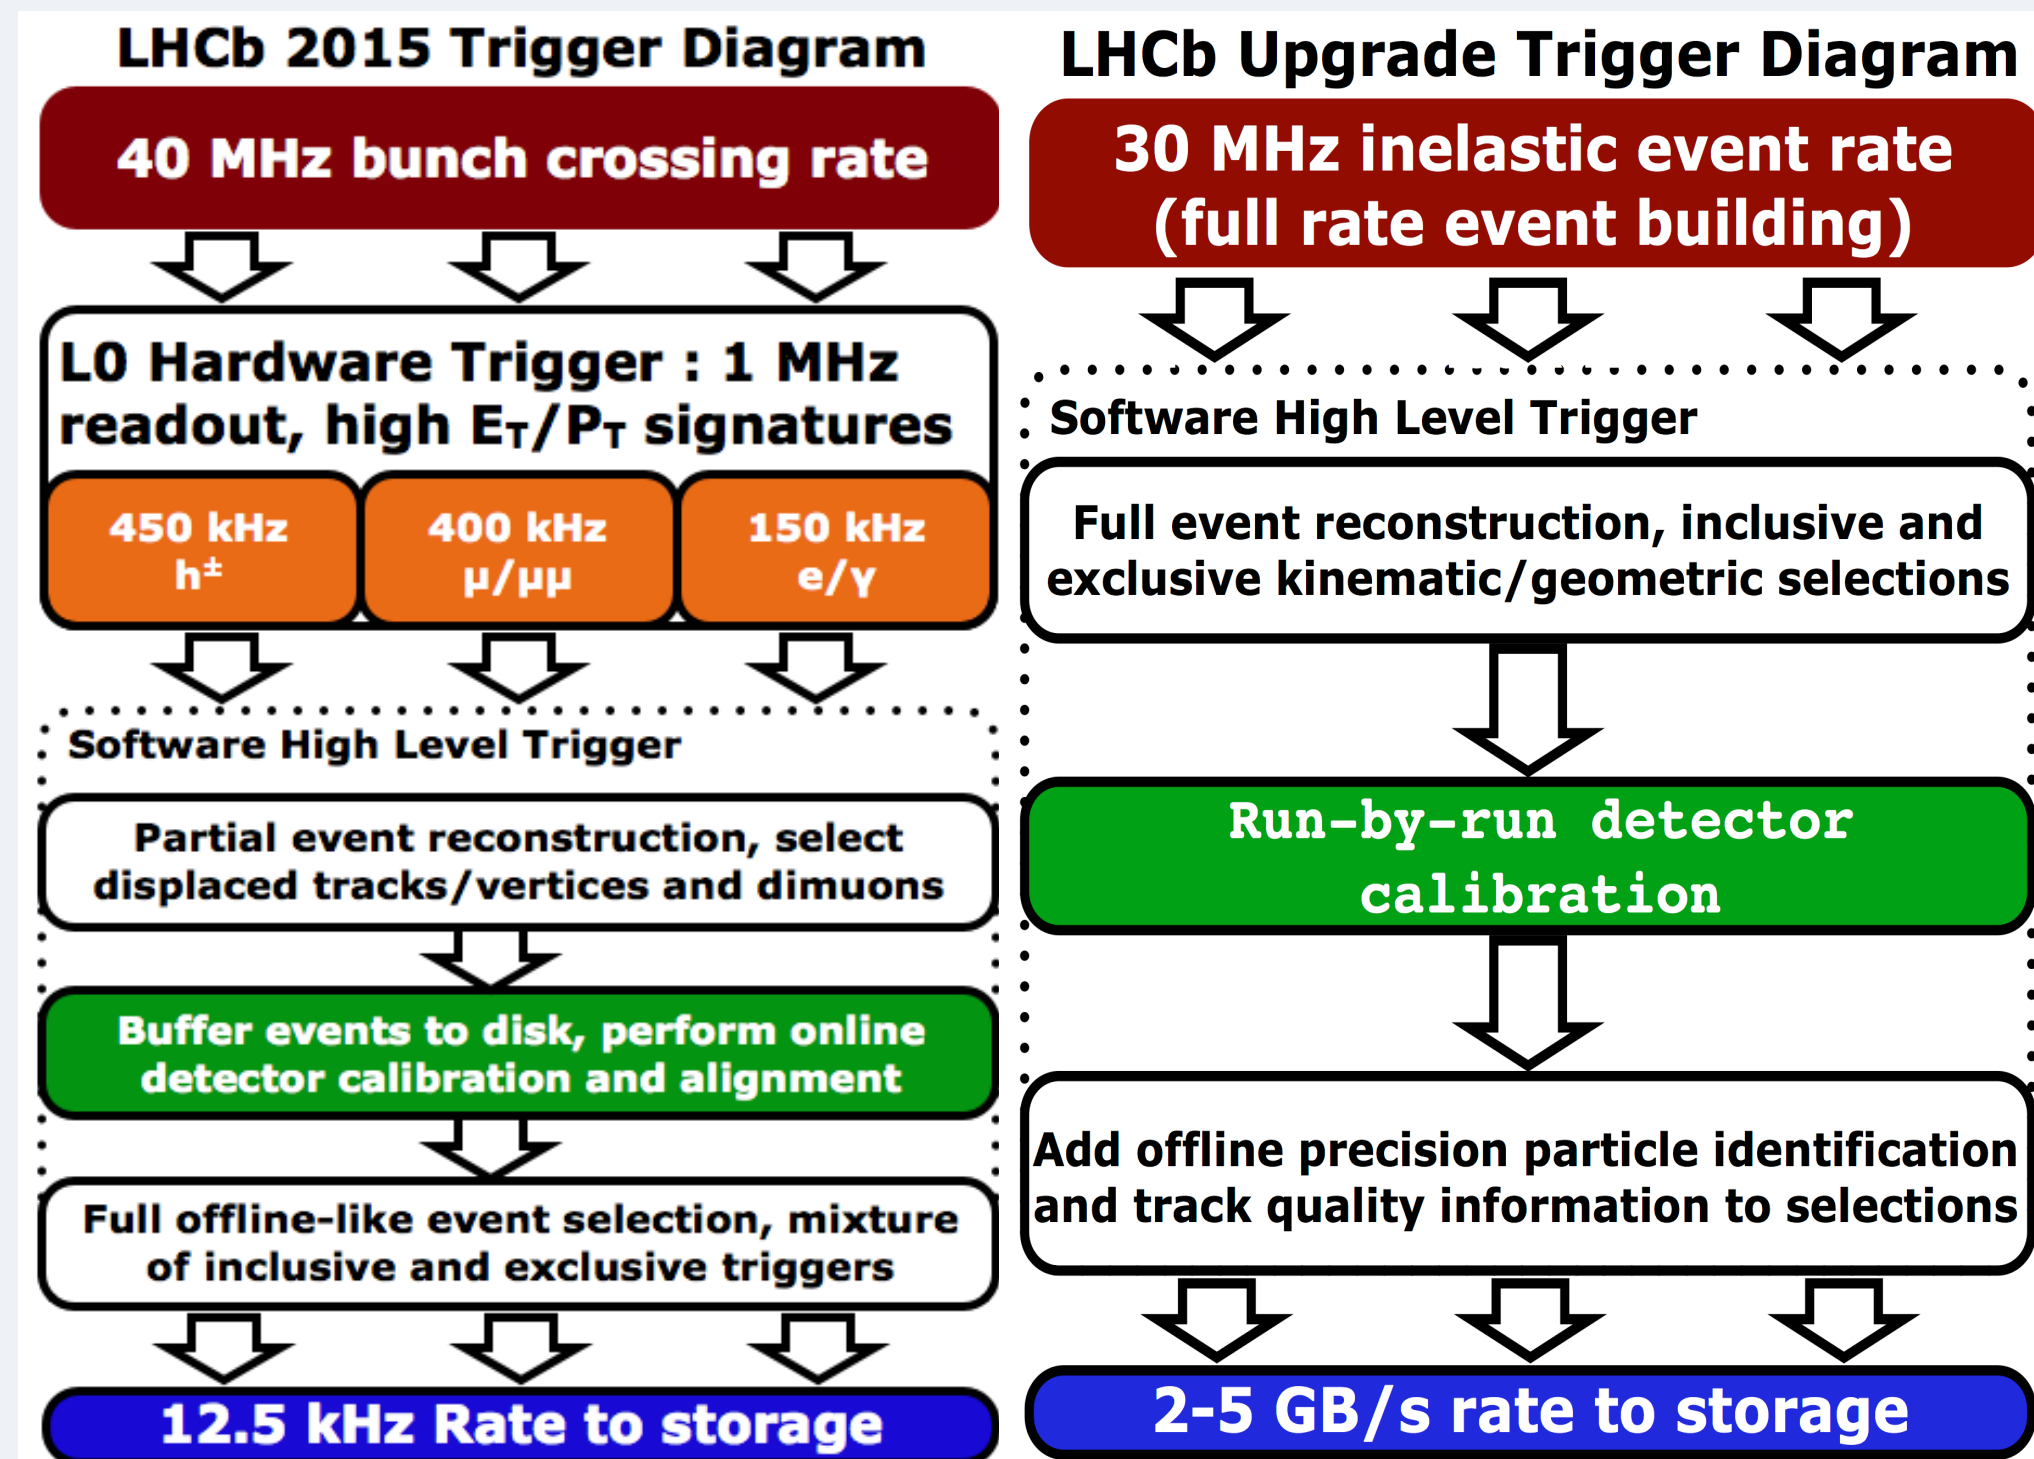 LHCb 2015 Trigger Diagram
40 MHz bunch crossing rate
L0 Hardware Trigger : 1 MHz
readout, high E_T/P_T signatures
450 kHz
h±
400 kHz
μ/μμ
150 kHz
e/γ
Software High Level Trigger
Partial event reconstruction, select
displaced tracks/vertices and dimuons
Buffer events to disk, perform online
detector calibration and alignment
Full offline-like event selection, mixture
of inclusive and exclusive triggers
12.5 kHz Rate to storage
LHCb Upgrade Trigger Diagram
30 MHz inelastic event rate
(full rate event building)
Software High Level Trigger
Full event reconstruction, inclusive and
exclusive kinematic/geometric selections
Run-by-run detector
calibration
Add offline precision particle identification
and track quality information to selections
2-5 GB/s rate to storage